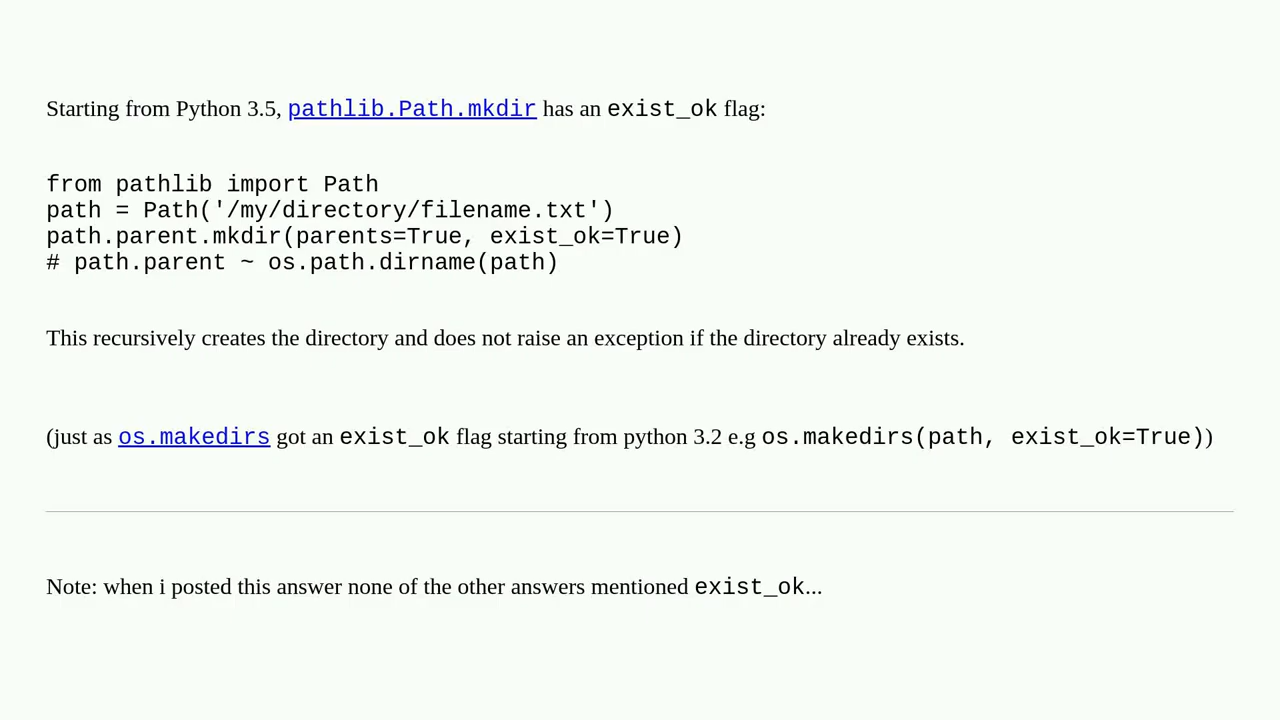 Starting from Python 3.5, pathlib.Path.mkdir has an exist_ok flag:
from pathlib import Path
path = Path('/my/directory/filename.txt')
path.parent.mkdir(parents=True, exist_ok=True)
# path.parent ~ os.path.dirname(path)
This recursively creates the directory and does not raise an exception if the directory already exists.
(just as os.makedirs got an exist_ok flag starting from python 3.2 e.g os.makedirs(path, exist_ok=True))
Note: when i posted this answer none of the other answers mentioned exist_ok...